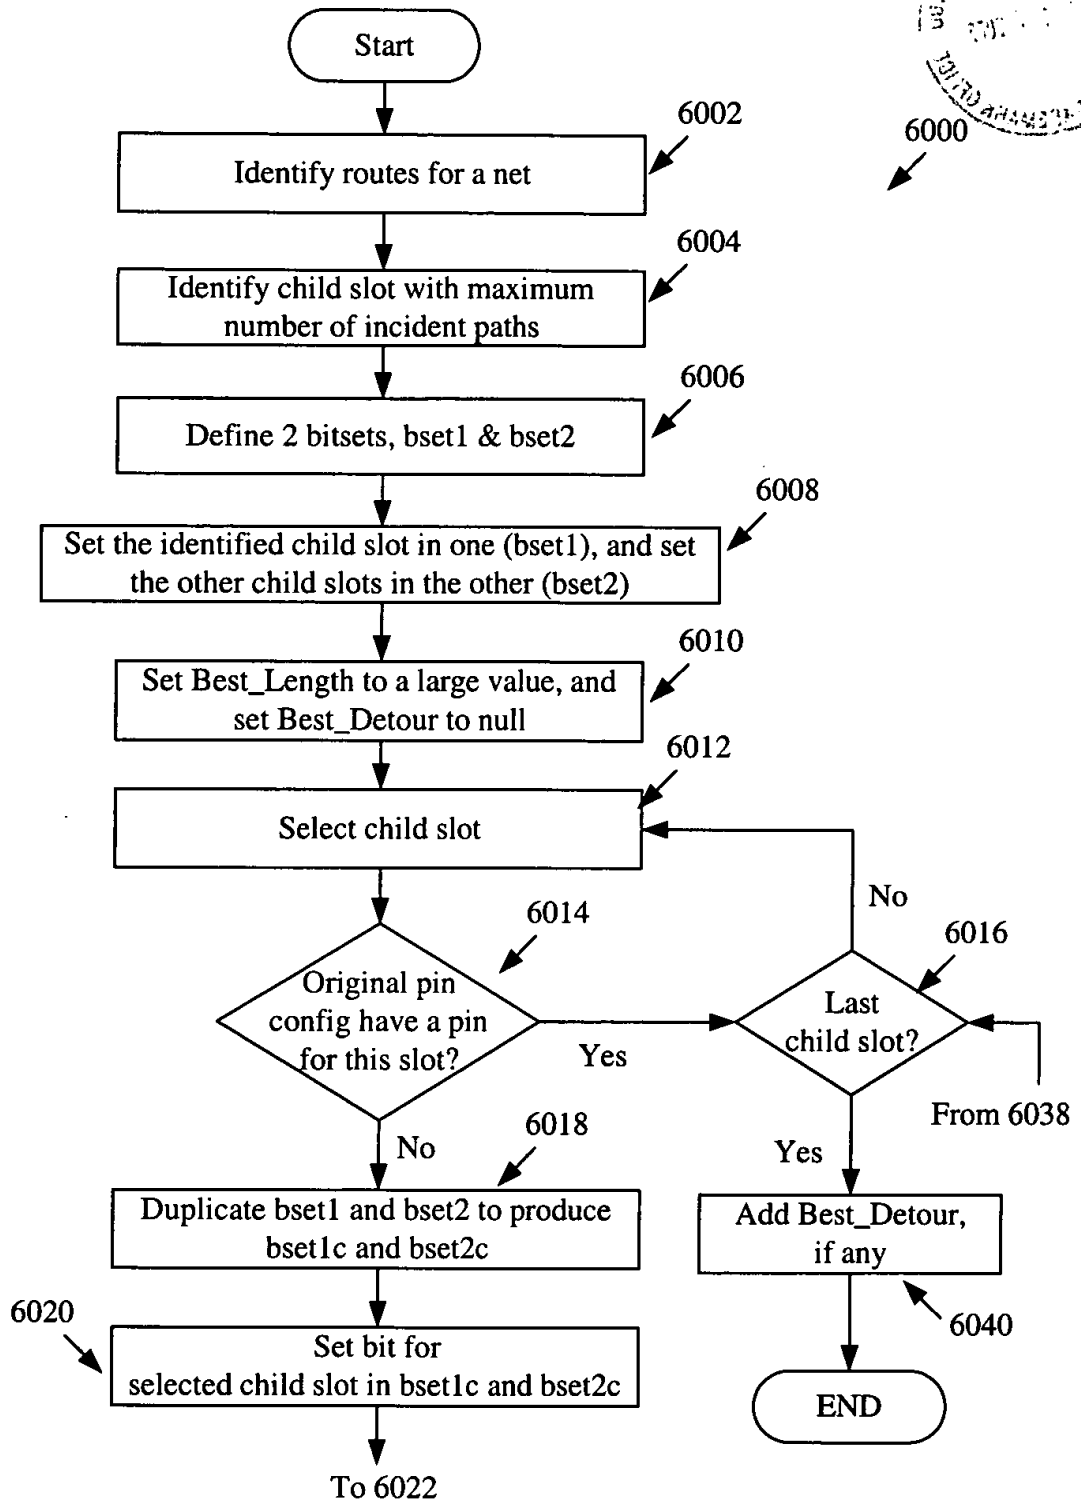 Start
6002
6000
Identify routes for a net
6004
Identify child slot with maximum
number of incident paths
6006
Define 2 bitsets, bset1 & bset2
6008
Set the identified child slot in one (bset1), and set
the other child slots in the other (bset2)
6010
Set Best_Length to a large value, and
set Best_Detour to null
6012
Select child slot
No
6014
6016
Original pin
config have a pin
for this slot?
Last
child slot?
Yes
From 6038
No
6018
Yes
Duplicate bset1 and bset2 to produce
bset1c and bset2c
Add Best_Detour,
if any
6020
6040
Set bit for
selected child slot in bset1c and bset2c
END
To 6022